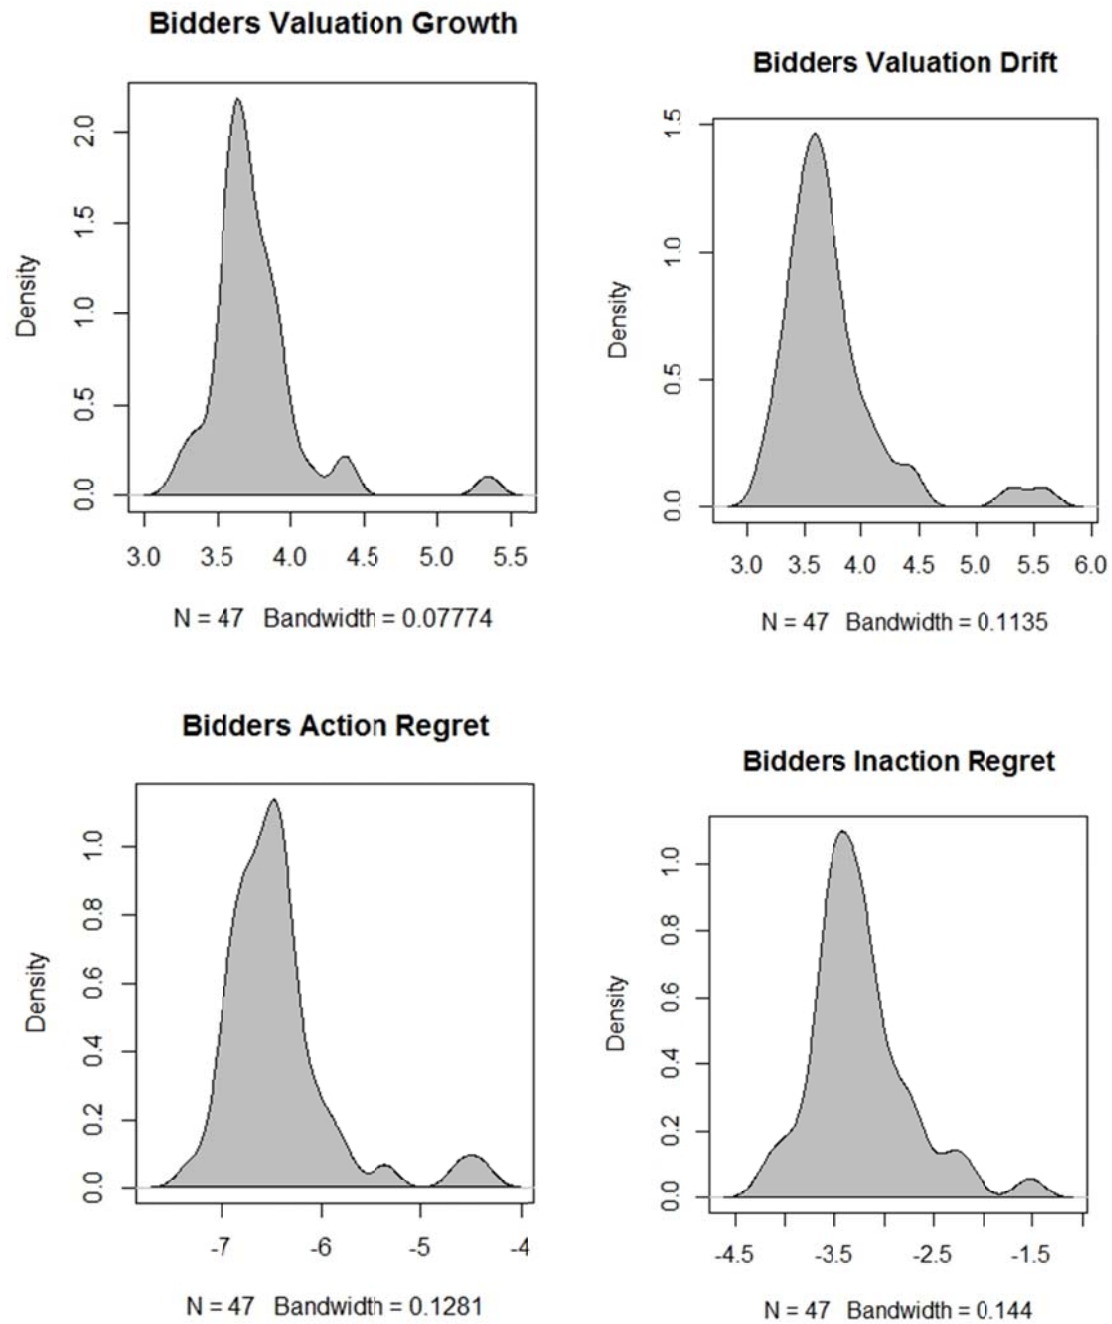 Bidders Valuation Growth
Density
0.0 0.5 1.0 1.5 2.0
3.0 3.5 4.0 4.5 5.0 5.5
N = 47 Bandwidth = 0.07774
Bidders Valuation Drift
Density
0.0 0.5 1.0 1.5
3.0 3.5 4.0 4.5 5.0 5.5 6.0
N = 47 Bandwidth = 0.1135
Bidders Action Regret
Density
0.0 0.2 0.4 0.6 0.8 1.0
-7 -6 -5 -4
N = 47 Bandwidth = 0.1281
Bidders Inaction Regret
Density
0.0 0.2 0.4 0.6 0.8 1.0
-4.5 -3.5 -2.5 -1.5
N = 47 Bandwidth = 0.144